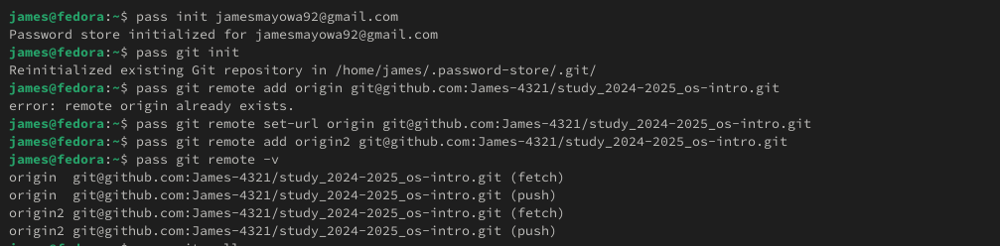 james@fedora:~$ pass init jamesmayowa92@gmail.com
Password store initialized for jamesmayowa92@gmail.com
james@fedora:~$ pass git init
Reinitialized existing Git repository in /home/james/.password-store/.git/
james@fedora:~$ pass git remote add origin git@github.com:James-4321/study_2024-2025_os-intro.git
error: remote origin already exists.
james@fedora:~$ pass git remote set-url origin git@github.com:James-4321/study_2024-2025_os-intro.git
james@fedora:~$ pass git remote add origin2 git@github.com:James-4321/study_2024-2025_os-intro.git
james@fedora:~$ pass git remote -v
origin  git@github.com:James-4321/study_2024-2025_os-intro.git (fetch)
origin  git@github.com:James-4321/study_2024-2025_os-intro.git (push)
origin2 git@github.com:James-4321/study_2024-2025_os-intro.git (fetch)
origin2 git@github.com:James-4321/study_2024-2025_os-intro.git (push)